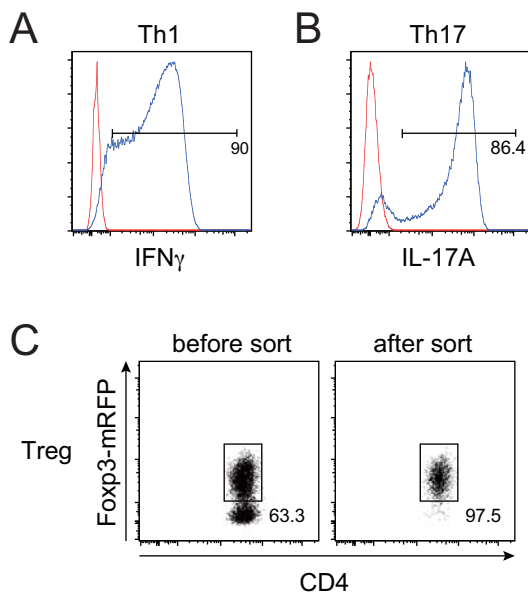 A
Th1
90
IFNγ
B
Th17
86.4
IL-17A
C
before sort
after sort
Treg
Foxp3-mRFP
63.3
97.5
CD4